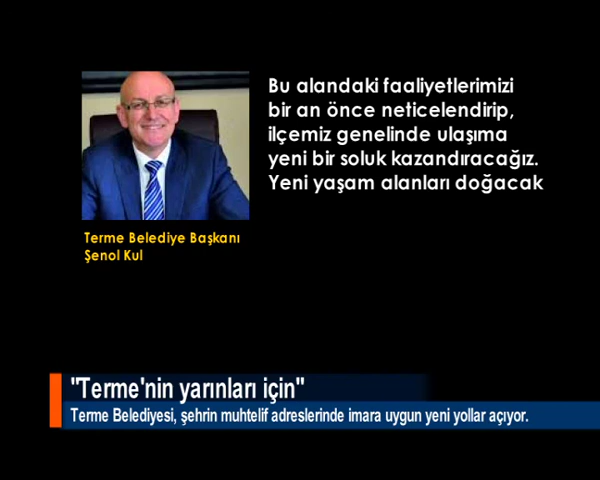 Bu alandaki faaliyetlerimizi
bir an önce neticelendirip,
ilçemiz genelinde ulaşıma
yeni bir soluk kazandıracağız.
Yeni yaşam alanları doğacak
Terme Belediye Başkanı
Şenol Kul
"Terme'nin yarınları için"
Terme Belediyesi, şehrin muhtelif adreslerinde imara uygun yeni yollar açıyor.